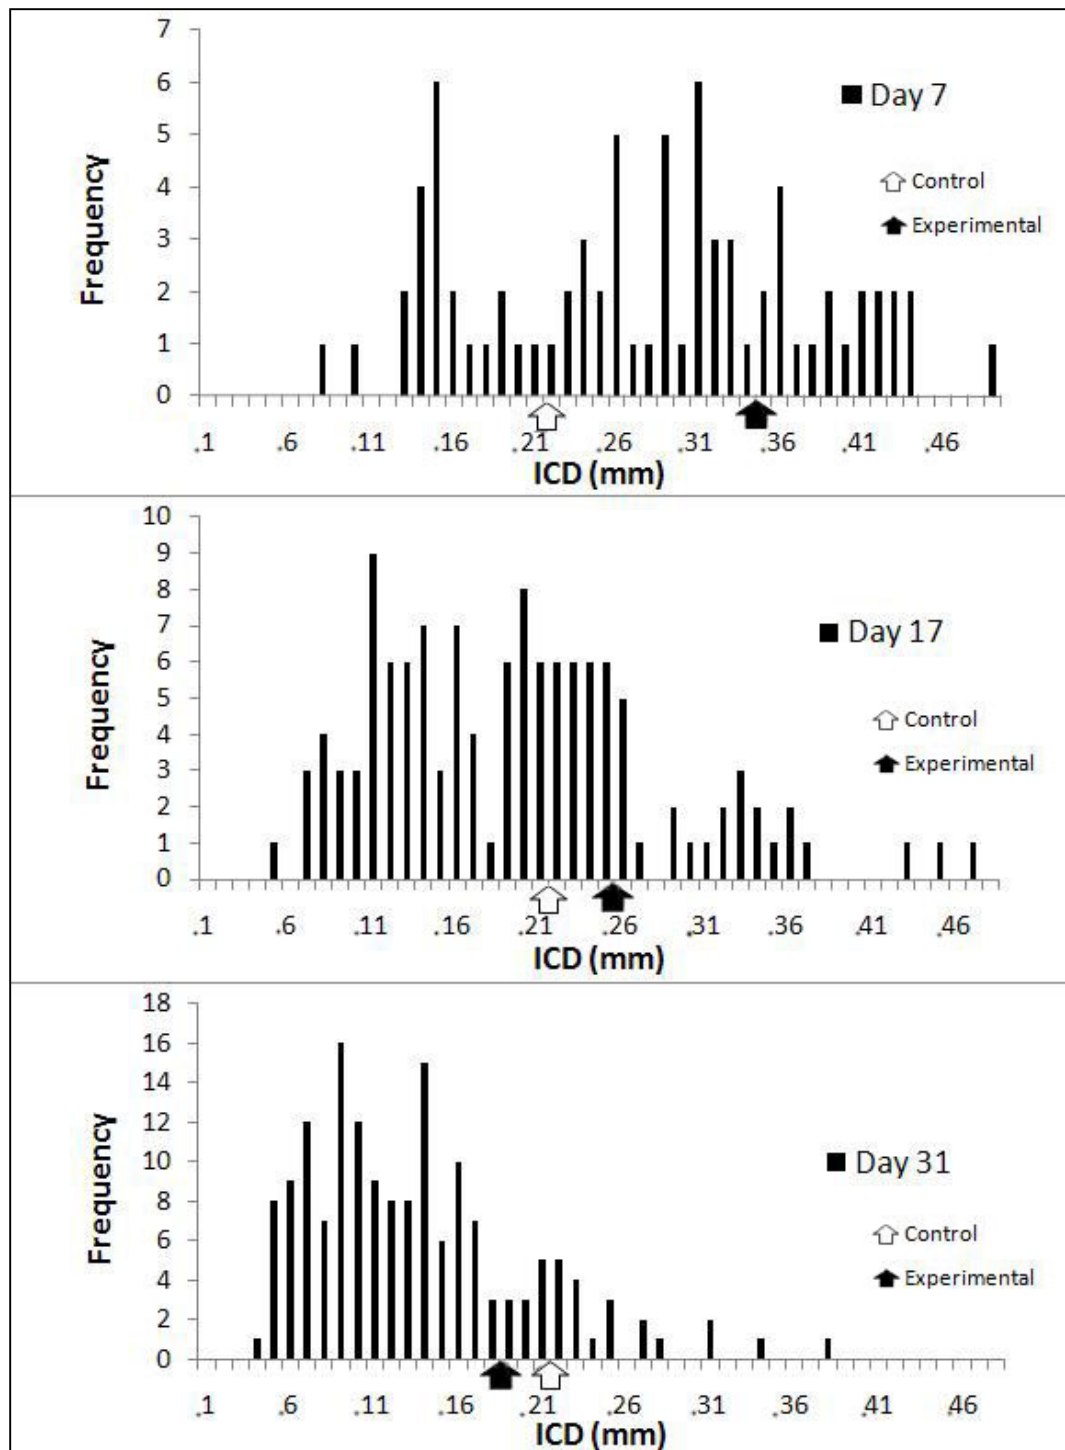 7
6
5
4
3
2
1
0
Frequency
■ Day 7
Control
Experimental
.1 .6 .11 .16 .21 .26 .31 .36 .41 .46
ICD (mm)
10
9
8
7
6
5
4
3
2
1
0
Frequency
■ Day 17
Control
Experimental
.1 .6 .11 .16 .21 .26 .31 .36 .41 .46
ICD (mm)
18
16
14
12
10
8
6
4
2
0
Frequency
■ Day 31
Control
Experimental
.1 .6 .11 .16 .21 .26 .31 .36 .41 .46
ICD (mm)